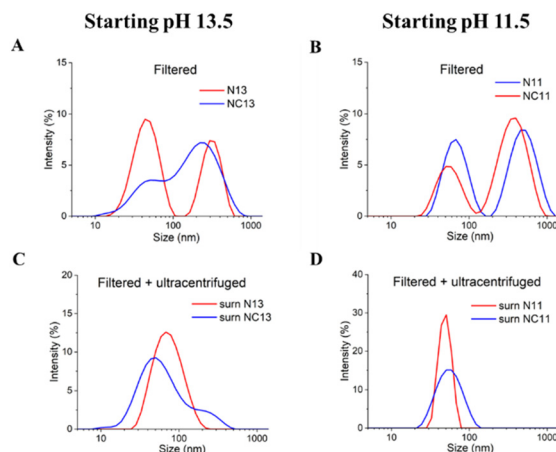 Starting pH 13.5
Starting pH 11.5
A
Filtered
N13
NC13
Intensity (%)
15
10
5
0
10
100
1000
Size (nm)
B
Filtered
N11
NC11
Intensity (%)
15
10
5
0
10
100
1000
Size (nm)
C
Filtered + ultracentrifuged
surn N13
surn NC13
Intensity (%)
20
15
10
5
0
10
100
1000
Size (nm)
D
Filtered + ultracentrifuged
surn N11
surn NC11
Intensity (%)
40
30
20
10
0
10
100
1000
Size (nm)